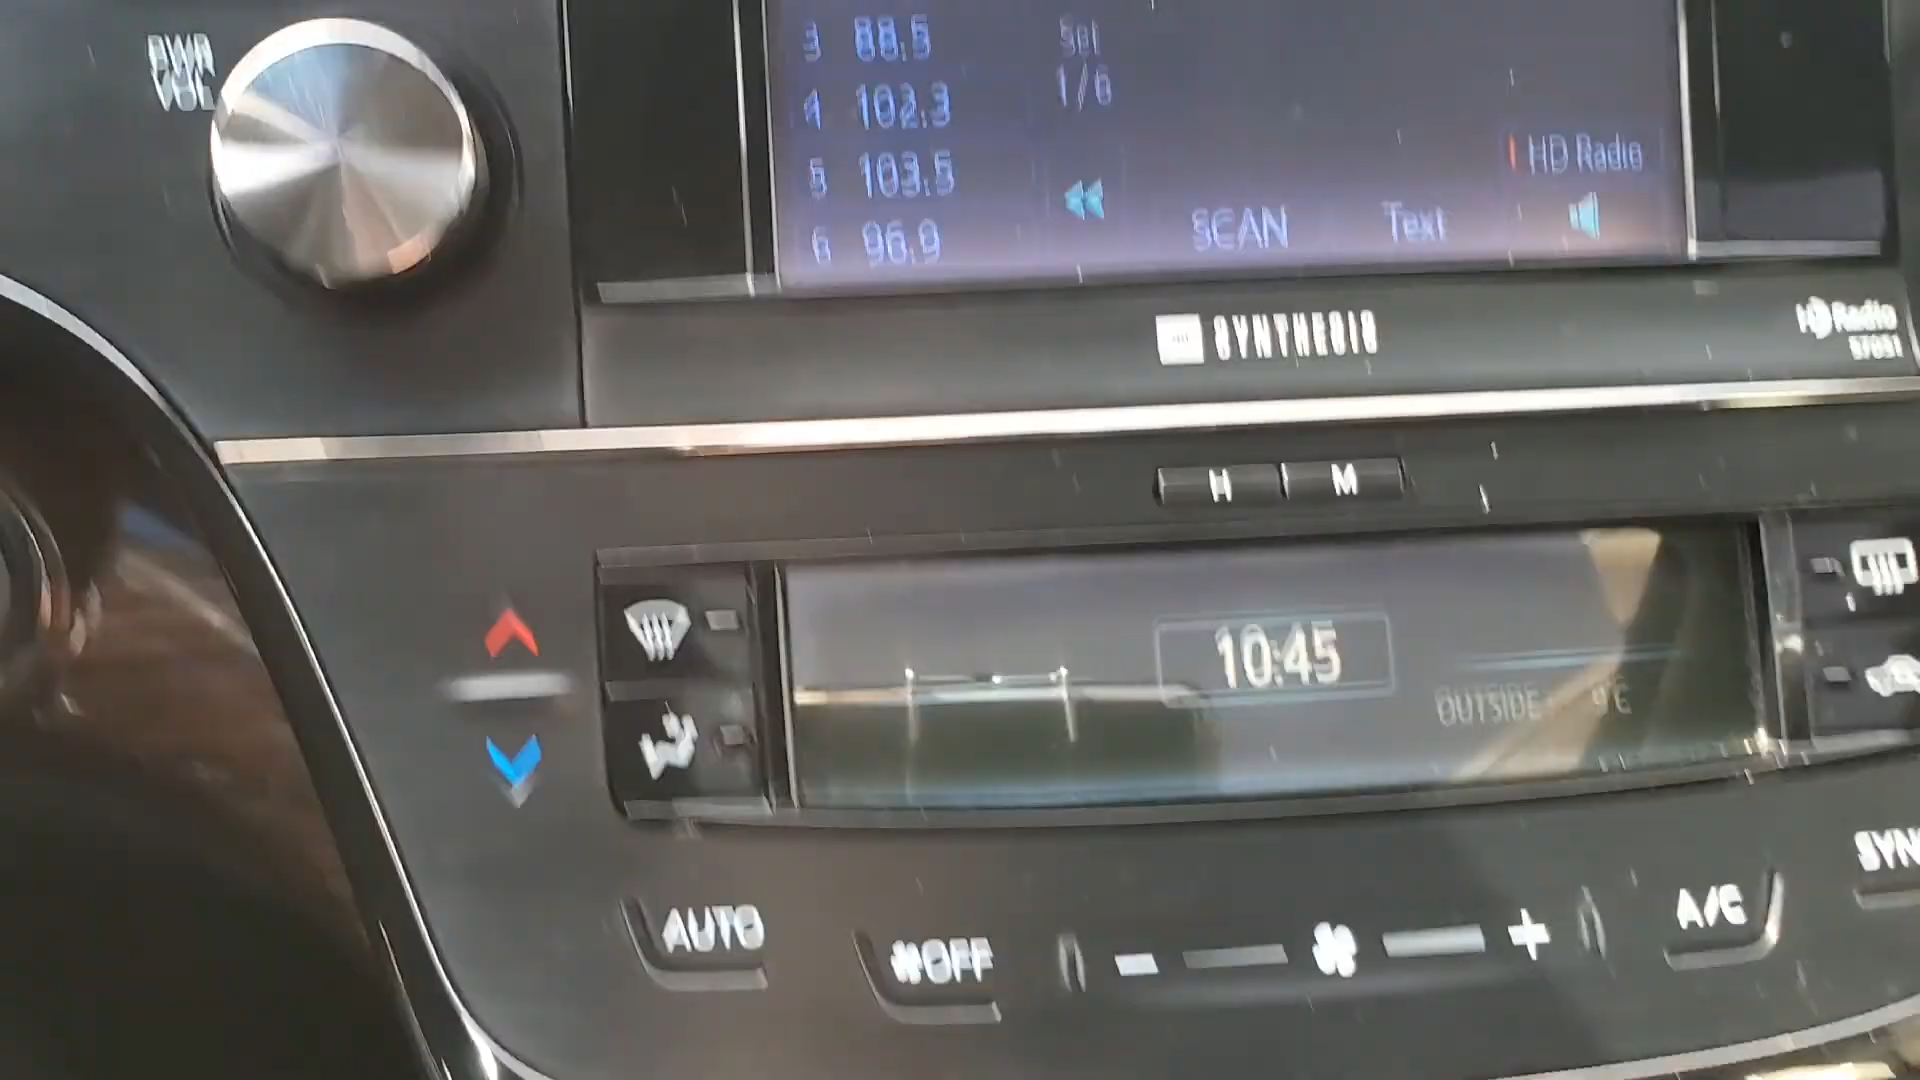 PWR
VOL
3 88.5
4 102.3
5 103.5
6 96.9
Set
1/6
HD Radio
SCAN
Text
SYNTHESIS
HD Radio
H
M
10:45
OUTSIDE °C
AUTO
OFF
A/C
SYN